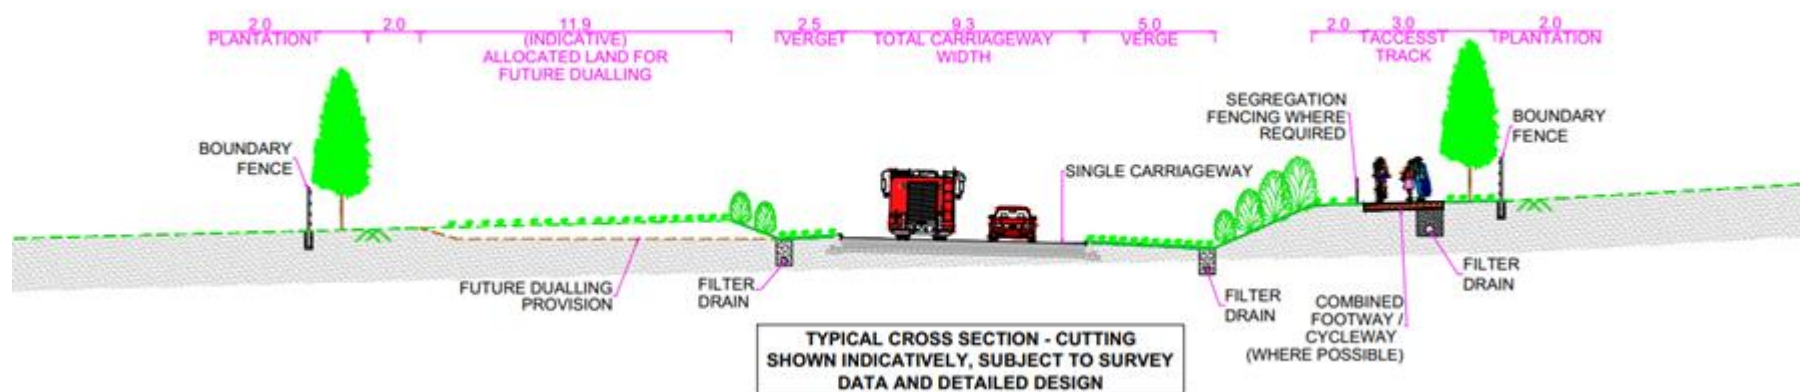 2.0
PLANTATION
2.0
11.9
(INDICATIVE)
ALLOCATED LAND FOR
FUTURE DUALLING
2.5
VERGE
9.3
TOTAL CARRIAGEWAY
WIDTH
5.0
VERGE
2.0
3.0
ACCESS
TRACK
2.0
PLANTATION
BOUNDARY
FENCE
SEGREGATION
FENCING WHERE
REQUIRED
BOUNDARY
FENCE
SINGLE CARRIAGEWAY
FUTURE DUALLING
PROVISION
FILTER
DRAIN
FILTER
DRAIN
COMBINED
FOOTWAY /
CYCLEWAY
(WHERE POSSIBLE)
FILTER
DRAIN
TYPICAL CROSS SECTION - CUTTING
SHOWN INDICATIVELY, SUBJECT TO SURVEY
DATA AND DETAILED DESIGN